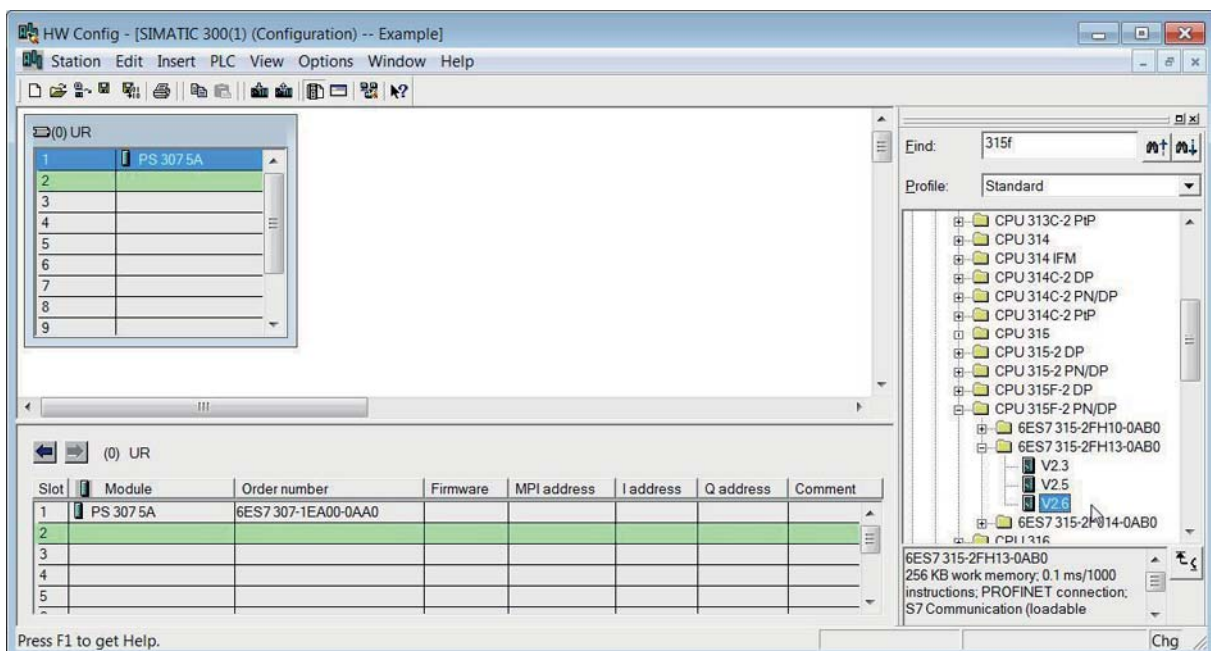 HW Config - [SIMATIC 300(1) (Configuration) -- Example]
Station Edit Insert PLC View Options Window Help
(0) UR
1 PS 307 5A
2
3
4
5
6
7
8
9
Find: 315f
Profile: Standard
CPU 313C-2 PtP
CPU 314
CPU 314 IFM
CPU 314C-2 DP
CPU 314C-2 PN/DP
CPU 314C-2 PtP
CPU 315
CPU 315-2 DP
CPU 315-2 PN/DP
CPU 315F-2 DP
CPU 315F-2 PN/DP
6ES7 315-2FH10-0AB0
6ES7 315-2FH13-0AB0
V2.3
V2.5
V2.6
CPU 316
6ES7 315-2FH13-0AB0
256 KB work memory; 0.1 ms/1000
instructions; PROFINET connection;
S7 Communication (loadable
(0) UR
Slot Module Order number Firmware MPI address I address Q address Comment
1 PS 307 5A 6ES7 307-1EA00-0AA0
2
3
4
5
Press F1 to get Help.
Chg